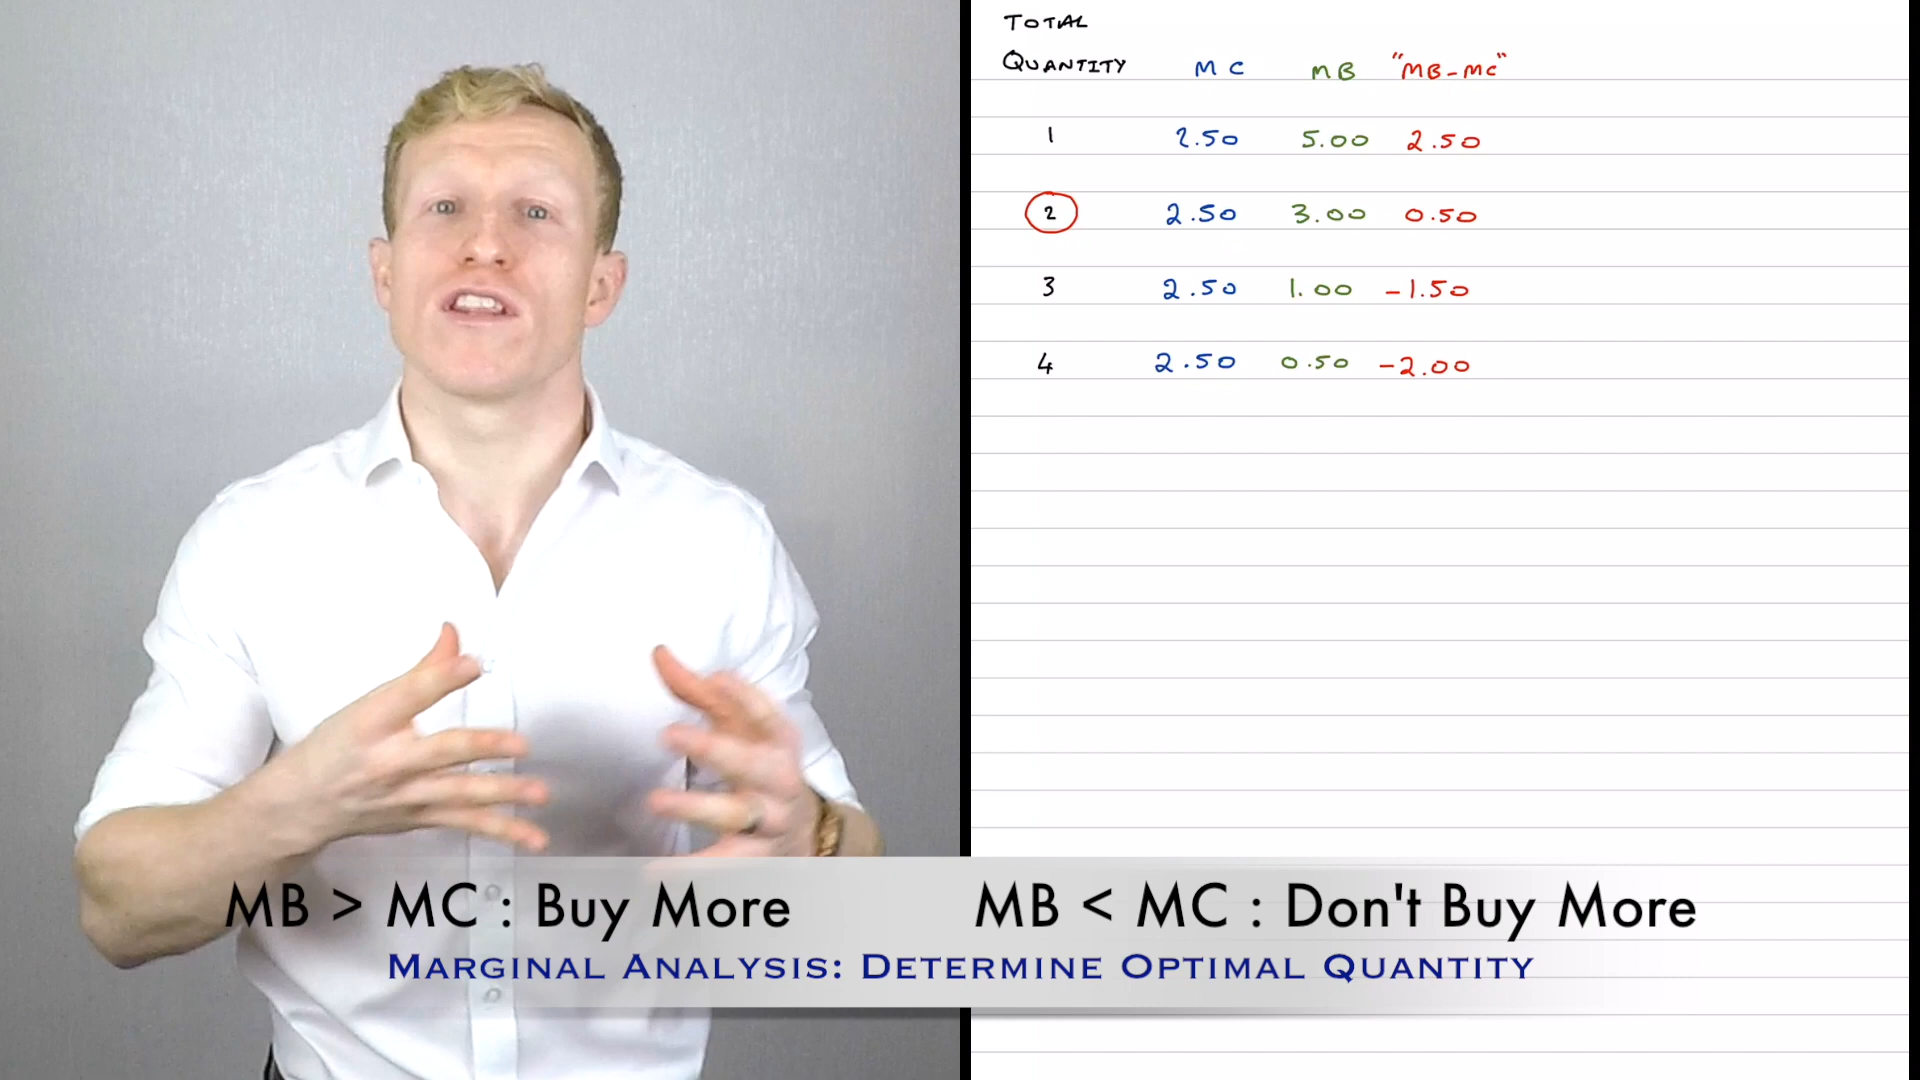 TOTAL
QUANTITY MC MB "MB-MC"
1 2.50 5.00 2.50
2 2.50 3.00 0.50
3 2.50 1.00 -1.50
4 2.50 0.50 -2.00
MB > MC : Buy More MB < MC : Don't Buy More
MARGINAL ANALYSIS: DETERMINE OPTIMAL QUANTITY